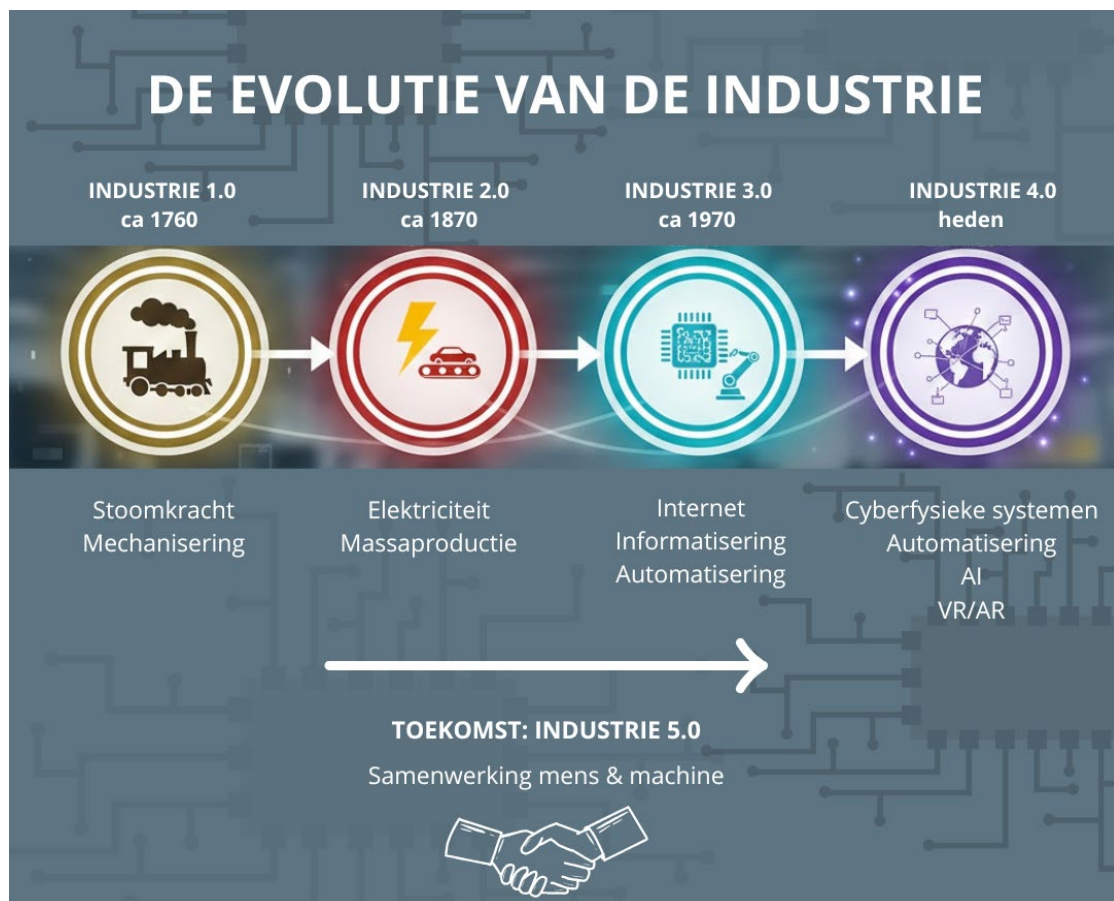 DE EVOLUTIE VAN DE INDUSTRIE
INDUSTRIE 1.0
ca 1760
INDUSTRIE 2.0
ca 1870
INDUSTRIE 3.0
ca 1970
INDUSTRIE 4.0
heden
Stoomkracht
Mechanisering
Elektriciteit
Massaproductie
Internet
Informatisering
Automatisering
Cyberfysieke systemen
Automatisering
AI
VR/AR
TOEKOMST: INDUSTRIE 5.0
Samenwerking mens & machine